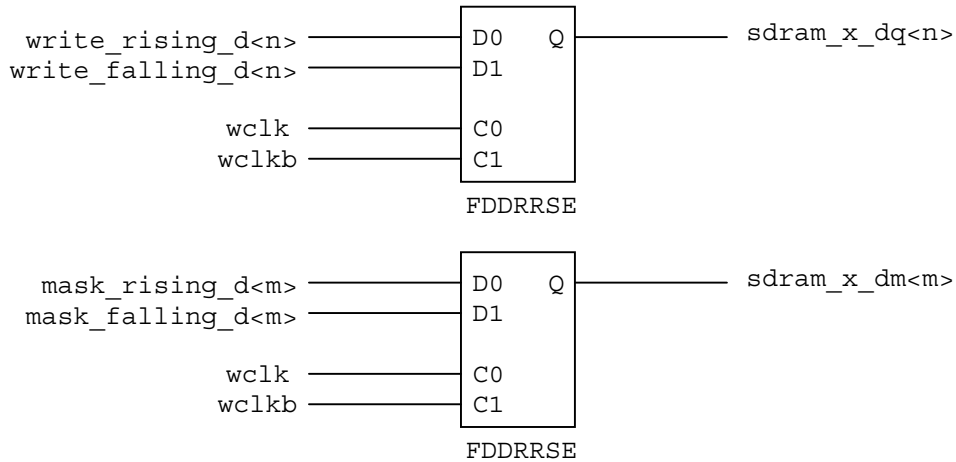 write_rising_d<n> D0 Q sdram_x_dq<n>
write_falling_d<n> D1
wclk C0
wclkb C1
FDDRRSE
mask_rising_d<m> D0 Q sdram_x_dm<m>
mask_falling_d<m> D1
wclk C0
wclkb C1
FDDRRSE